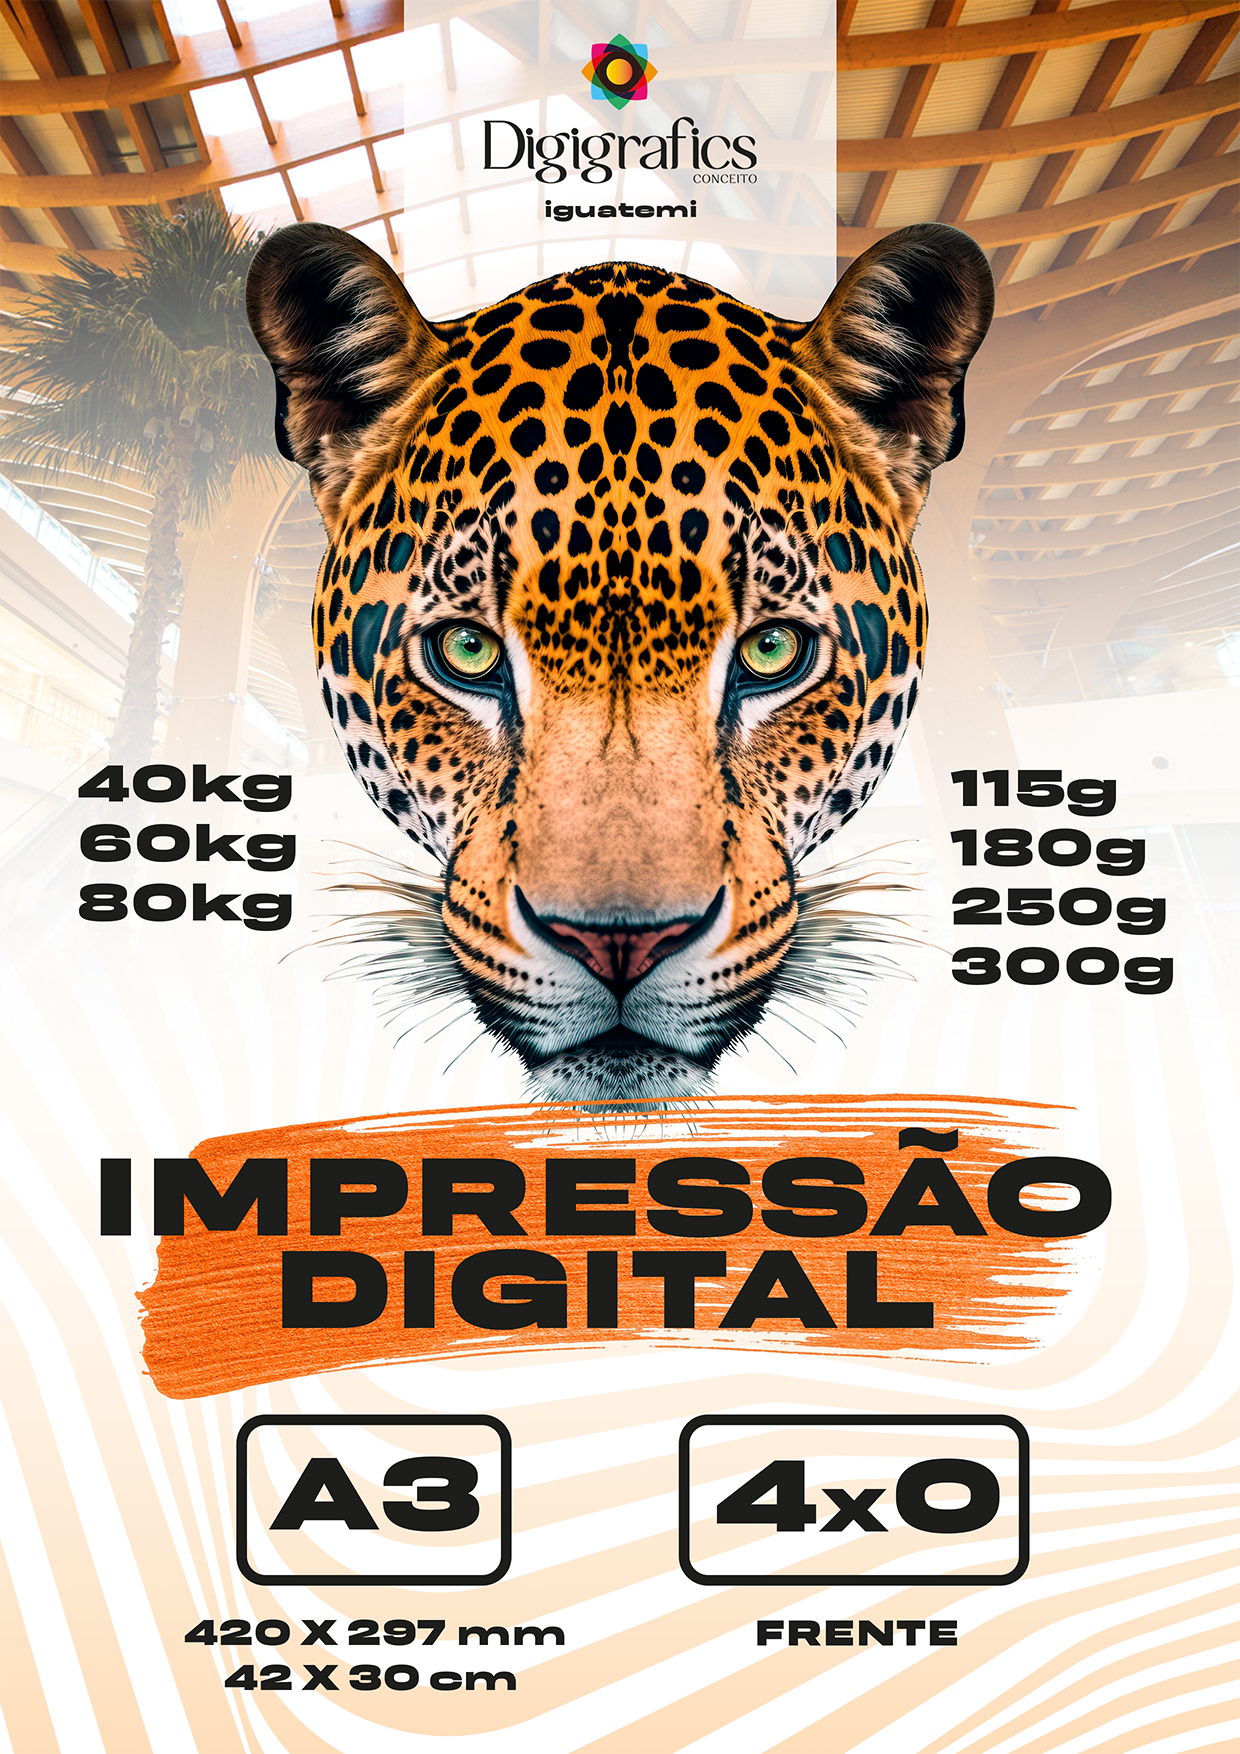 Digigrafics
CONCEITO
iguatemi
40kg
60kg
80kg
115g
180g
250g
300g
IMPRESSÃO
DIGITAL
A3
4x0
420 X 297 mm
42 X 30 cm
FRENTE